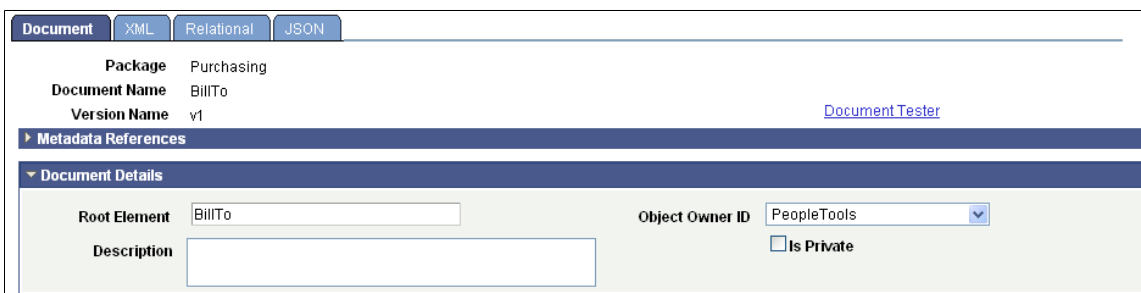 Document XML Relational JSON
Package Purchasing
Document Name BillTo
Version Name v1 Document Tester
Metadata References
Document Details
Root Element BillTo Object Owner ID PeopleTools
Description Is Private